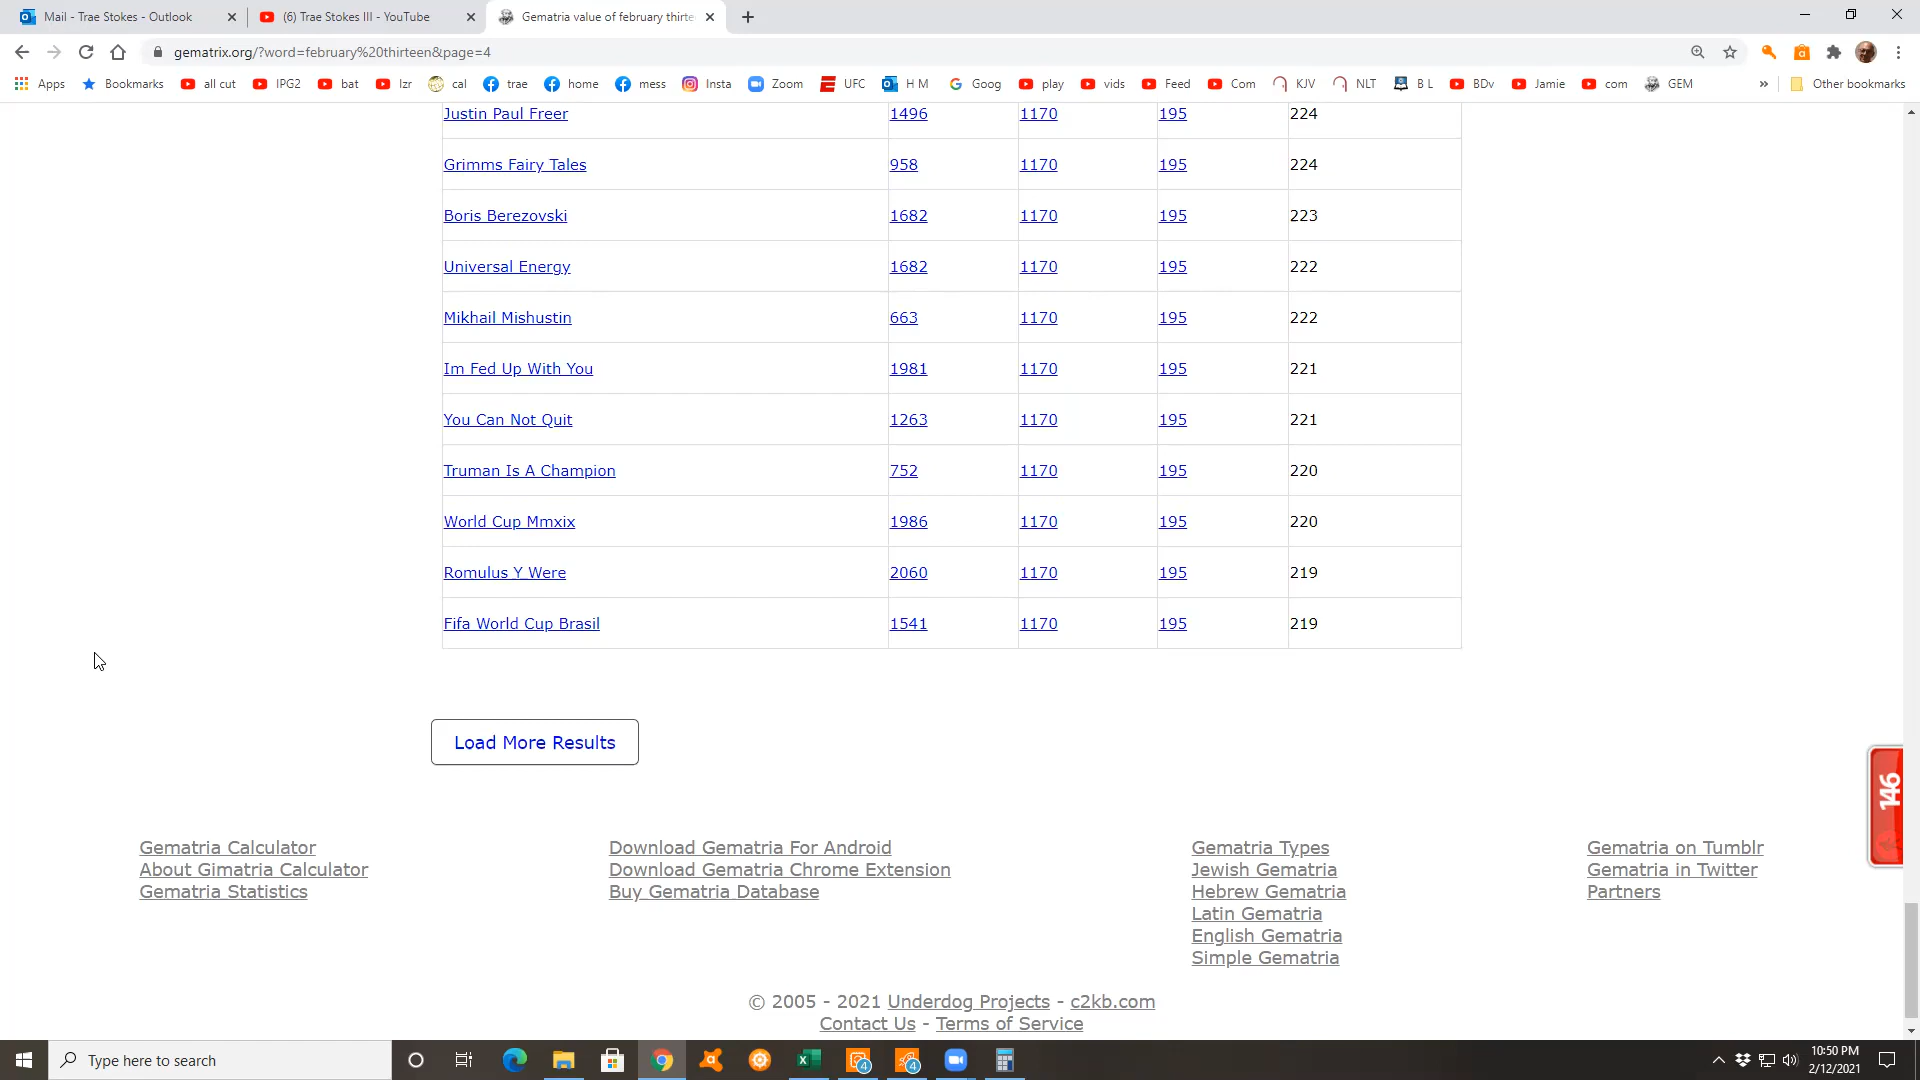 Mail - Trae Stokes - Outlook
(6) Trae Stokes III - YouTube
Gematria value of february thirte
gematrix.org/?word=february%20thirteen&page=4
Apps Bookmarks all cut IPG2 bat lzr cal trae home mess Insta Zoom UFC H M Goog play vids Feed Com KJV NLT B L BDv Jamie com GEM » Other bookmarks
Justin Paul Freer 1496 1170 195 224
Grimms Fairy Tales 958 1170 195 224
Boris Berezovski 1682 1170 195 223
Universal Energy 1682 1170 195 222
Mikhail Mishustin 663 1170 195 222
Im Fed Up With You 1981 1170 195 221
You Can Not Quit 1263 1170 195 221
Truman Is A Champion 752 1170 195 220
World Cup Mmxix 1986 1170 195 220
Romulus Y Were 2060 1170 195 219
Fifa World Cup Brasil 1541 1170 195 219
Load More Results
146
Gematria Calculator
About Gimatria Calculator
Gematria Statistics
Download Gematria For Android
Download Gematria Chrome Extension
Buy Gematria Database
Gematria Types
Jewish Gematria
Hebrew Gematria
Latin Gematria
English Gematria
Simple Gematria
Gematria on Tumblr
Gematria in Twitter
Partners
© 2005 - 2021 Underdog Projects - c2kb.com
Contact Us - Terms of Service
Type here to search
4
4
10:50 PM
2/12/2021